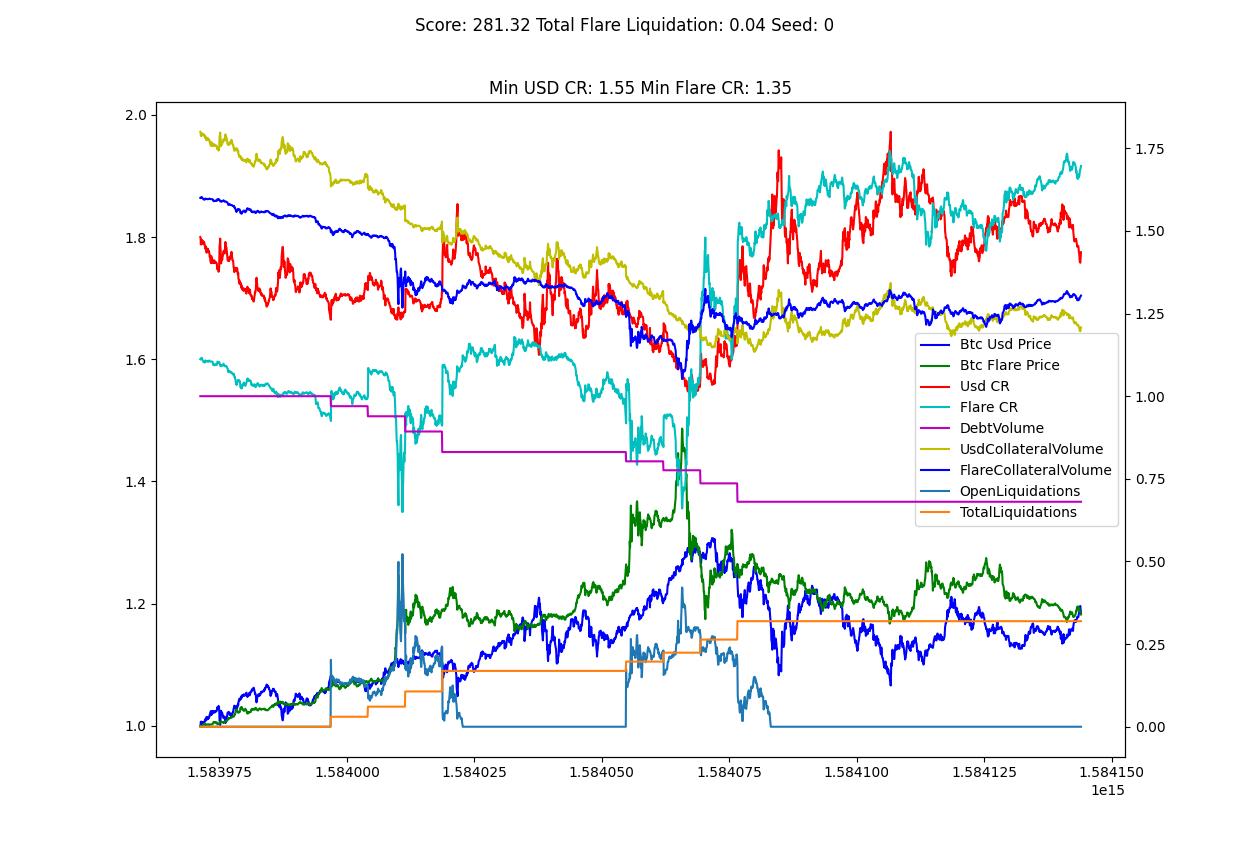 Score: 281.32 Total Flare Liquidation: 0.04 Seed: 0
Min USD CR: 1.55 Min Flare CR: 1.35
2.0
1.8
1.6
1.4
1.2
1.0
1.75
1.50
1.25
1.00
0.75
0.50
0.25
0.00
Btc Usd Price
Btc Flare Price
Usd CR
Flare CR
DebtVolume
UsdCollateralVolume
FlareCollateralVolume
OpenLiquidations
TotalLiquidations
1.583975 1.584000 1.584025 1.584050 1.584075 1.584100 1.584125 1.584150
1e15